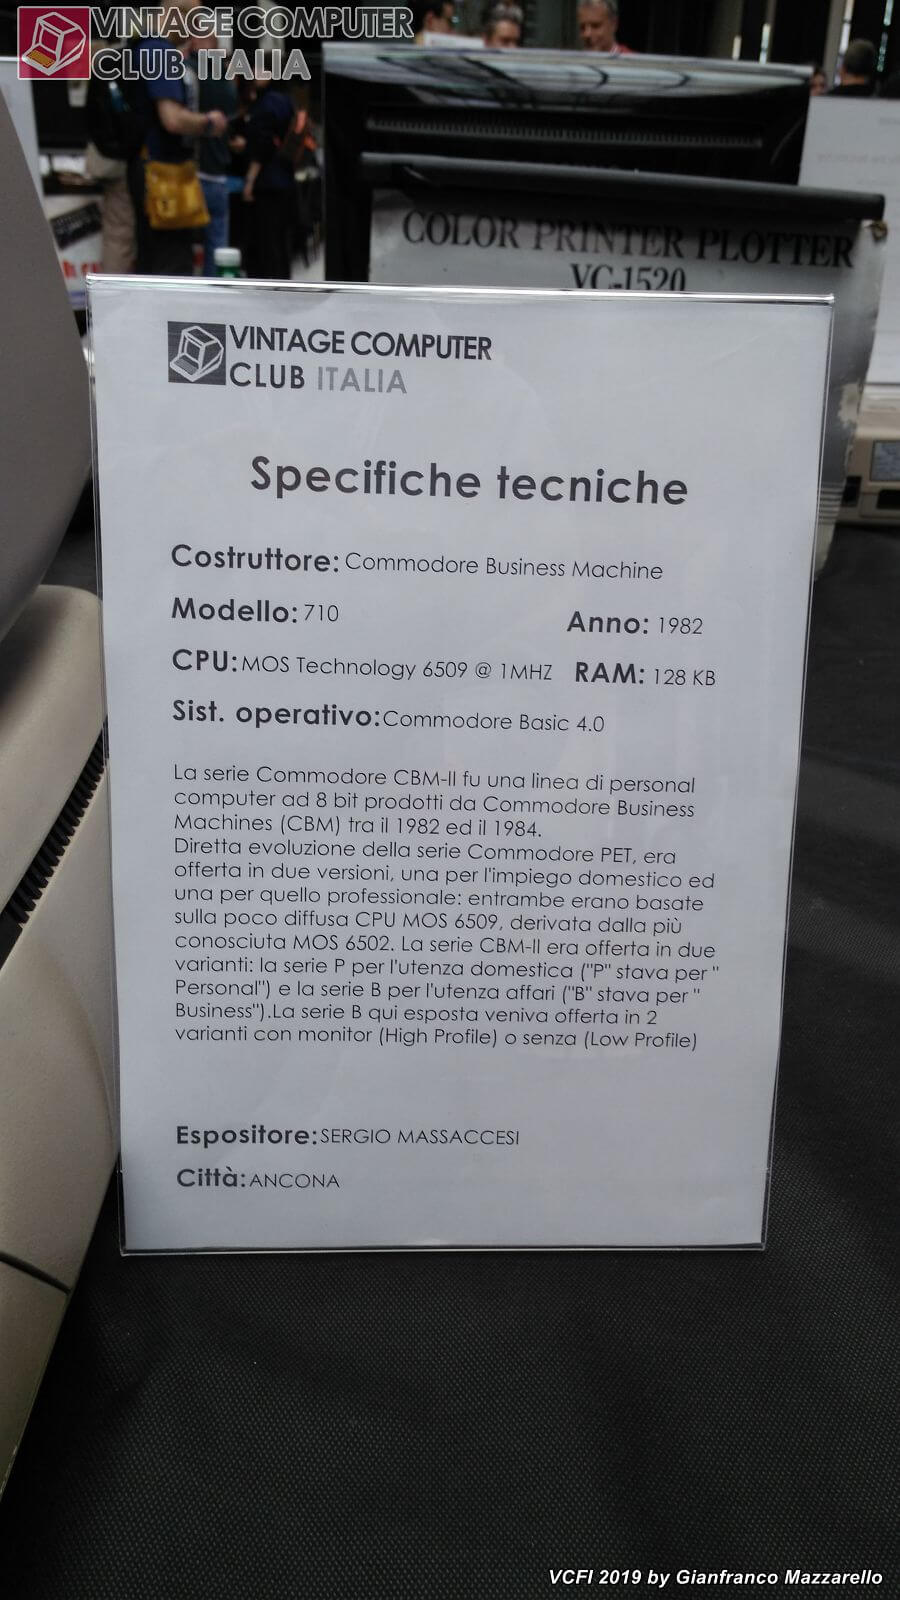 VINTAGE COMPUTER
CLUB ITALIA
COLOR PRINTER PLOTTER
VC-1520
VINTAGE COMPUTER
CLUB ITALIA
Specifiche tecniche
Costruttore: Commodore Business Machine
Modello: 710 Anno: 1982
CPU: MOS Technology 6509 @ 1MHZ RAM: 128 KB
Sist. operativo: Commodore Basic 4.0
La serie Commodore CBM-II fu una linea di personal
computer ad 8 bit prodotti da Commodore Business
Machines (CBM) tra il 1982 ed il 1984.
Diretta evoluzione della serie Commodore PET, era
offerta in due versioni, una per l'impiego domestico ed
una per quello professionale: entrambe erano basate
sulla poco diffusa CPU MOS 6509, derivata dalla più
conosciuta MOS 6502. La serie CBM-II era offerta in due
varianti: la serie P per l'utenza domestica ("P" stava per "
Personal") e la serie B per l'utenza affari ("B" stava per "
Business").La serie B qui esposta veniva offerta in 2
varianti con monitor (High Profile) o senza (Low Profile)
Espositore: SERGIO MASSACCESI
Città: ANCONA
VCFI 2019 by Gianfranco Mazzarello